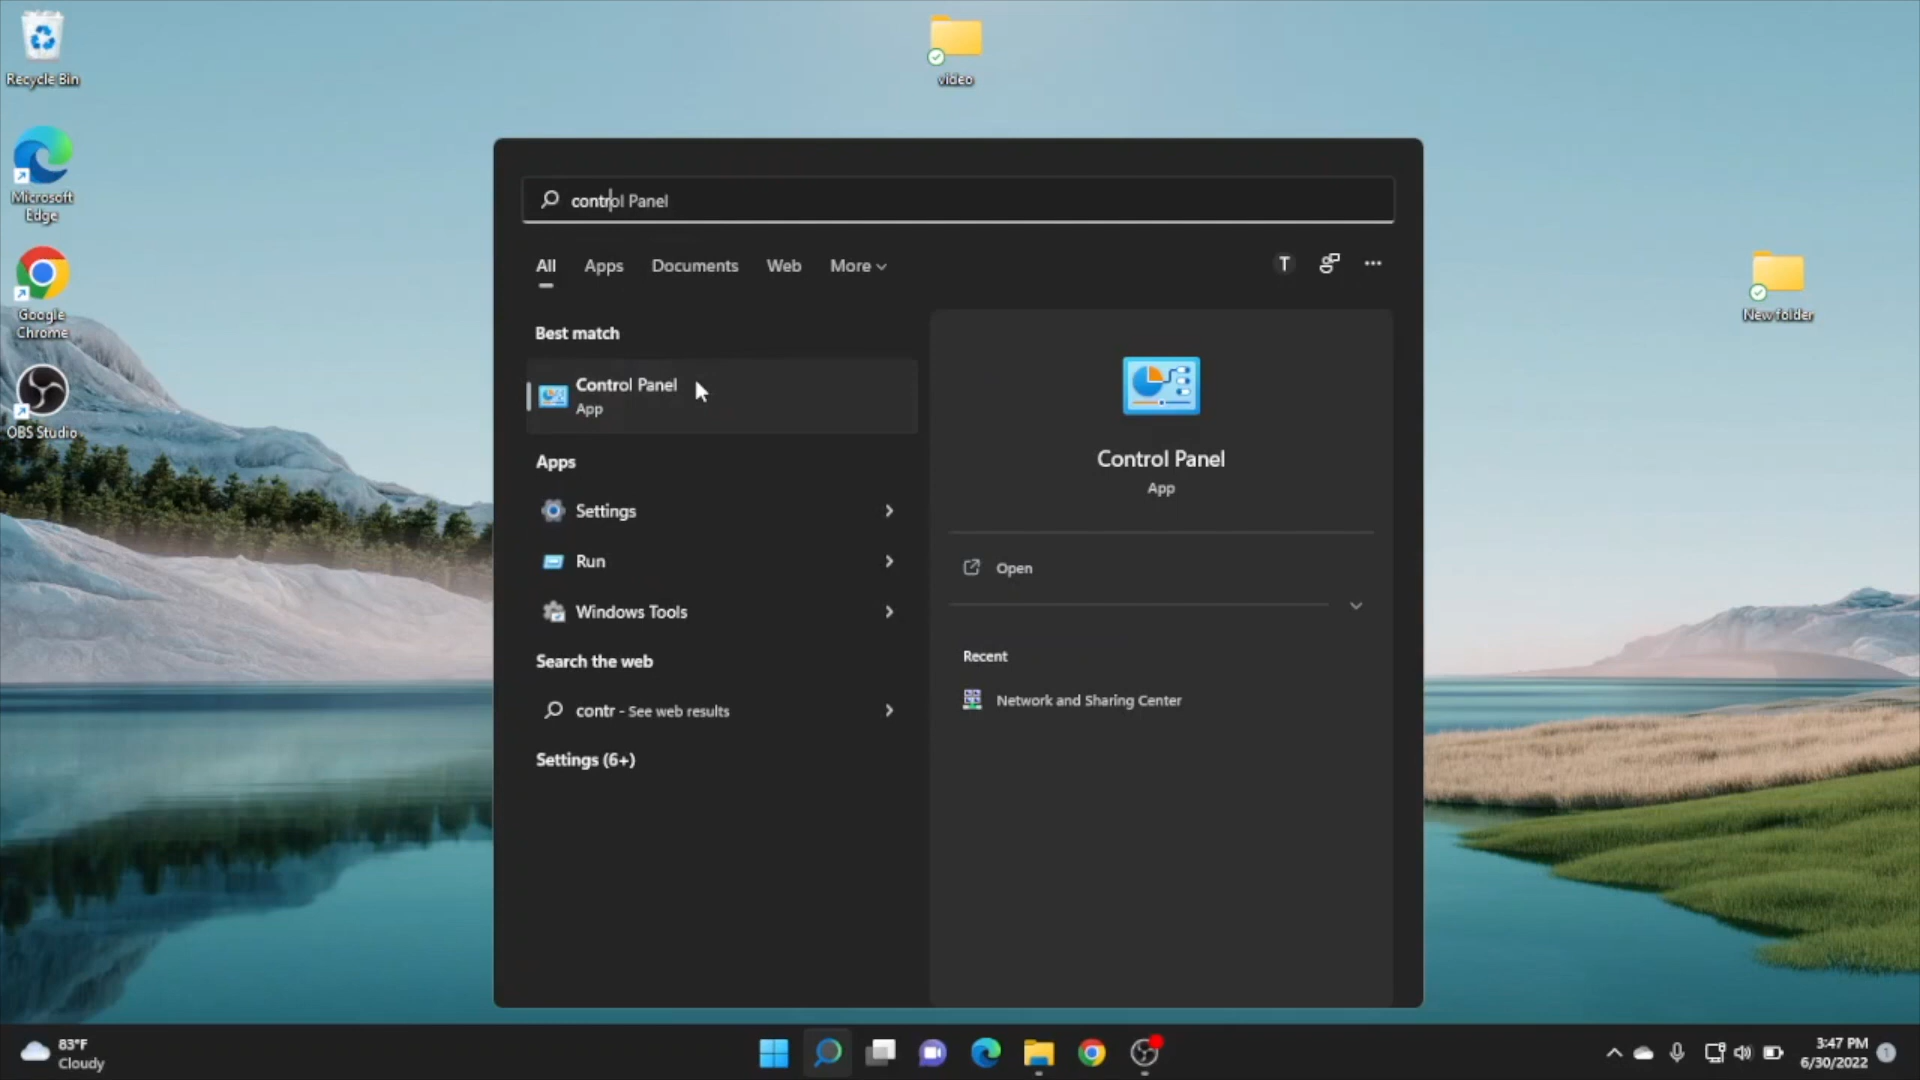 Recycle Bin
Microsoft
Edge
Google
Chrome
OBS Studio
video
New folder
control Panel
All Apps Documents Web More T
Best match
Control Panel
App
Apps
Settings
Run
Windows Tools
Search the web
contr - See web results
Settings (6+)
Control Panel
App
Open
Recent
Network and Sharing Center
83°F
Cloudy
3:47 PM
6/30/2022
1